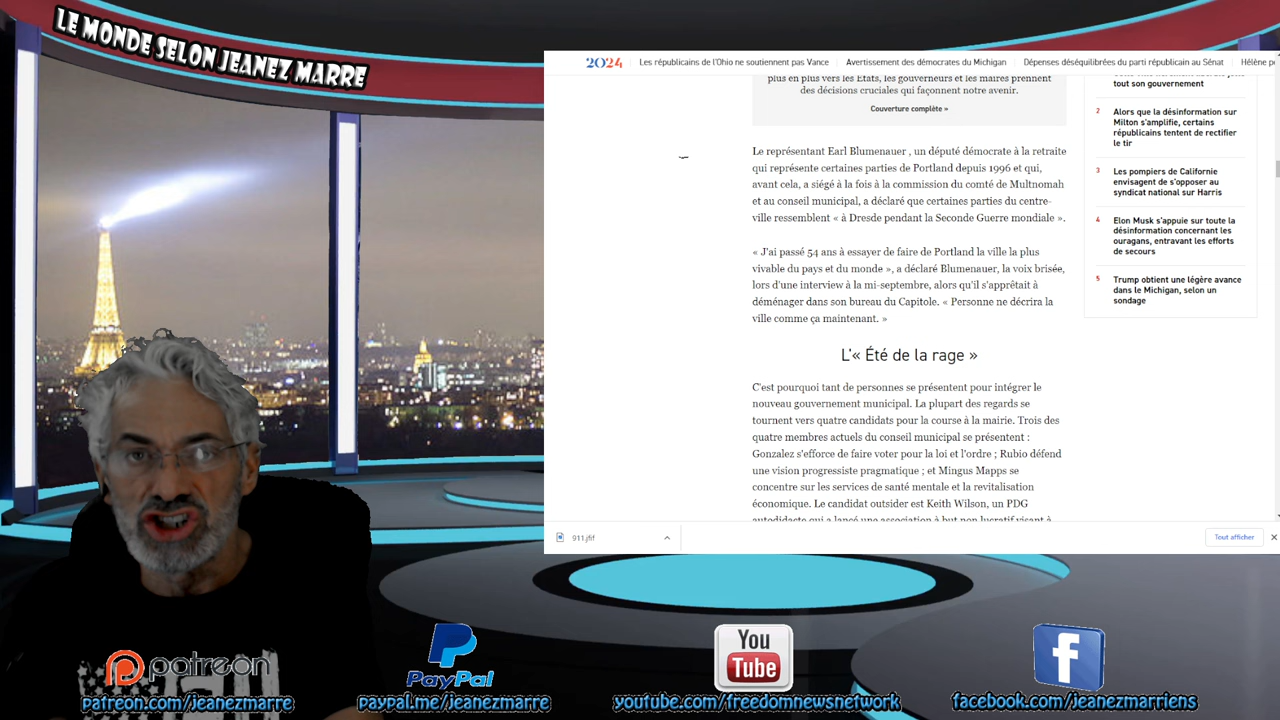 LE MONDE SELON JEANEZ MARRE
2024
Les républicains de l'Ohio ne soutiennent pas Vance
Avertissement des démocrates du Michigan
Dépenses déséquilibrées du parti républicain au Sénat
plus en plus vers les États, les gouverneurs et les maires prennent
des décisions cruciales qui façonnent notre avenir.
Couverture complète »
Le représentant Earl Blumenauer , un député démocrate à la retraite
qui représente certaines parties de Portland depuis 1996 et qui,
avant cela, a siégé à la fois à la commission du comté de Multnomah
et au conseil municipal, a déclaré que certaines parties du centre-
ville ressemblent « à Dresde pendant la Seconde Guerre mondiale ».
« J'ai passé 54 ans à essayer de faire de Portland la ville la plus
vivable du pays et du monde », a déclaré Blumenauer, la voix brisée,
lors d'une interview à la mi-septembre, alors qu'il s'apprêtait à
déménager dans son bureau du Capitole. « Personne ne décrira la
ville comme ça maintenant. »
L'« Été de la rage »
C'est pourquoi tant de personnes se présentent pour intégrer le
nouveau gouvernement municipal. La plupart des regards se
tournent vers quatre candidats pour la course à la mairie. Trois des
quatre membres actuels du conseil municipal se présentent :
Gonzalez s'efforce de faire voter pour la loi et l'ordre ; Rubio défend
une vision progressiste pragmatique ; et Mingus Mapps se
concentre sur les services de santé mentale et la revitalisation
économique. Le candidat outsider est Keith Wilson, un PDG
autodidacte qui a lancé une association à but non lucratif visant à
tout son gouvernement
2 Alors que la désinformation sur
Milton s'amplifie, certains
républicains tentent de rectifier
le tir
3 Les pompiers de Californie
envisagent de s'opposer au
syndicat national sur Harris
4 Elon Musk s'appuie sur toute la
désinformation concernant les
ouragans, entravant les efforts
de secours
5 Trump obtient une légère avance
dans le Michigan, selon un
sondage
911.jfif
Tout afficher
patreon
patreon.com/jeanezmarre
PayPal
paypal.me/jeanezmarre
You
Tube
youtube.com/freedomnewsnetwork
f
facebook.com/jeanezmarriens